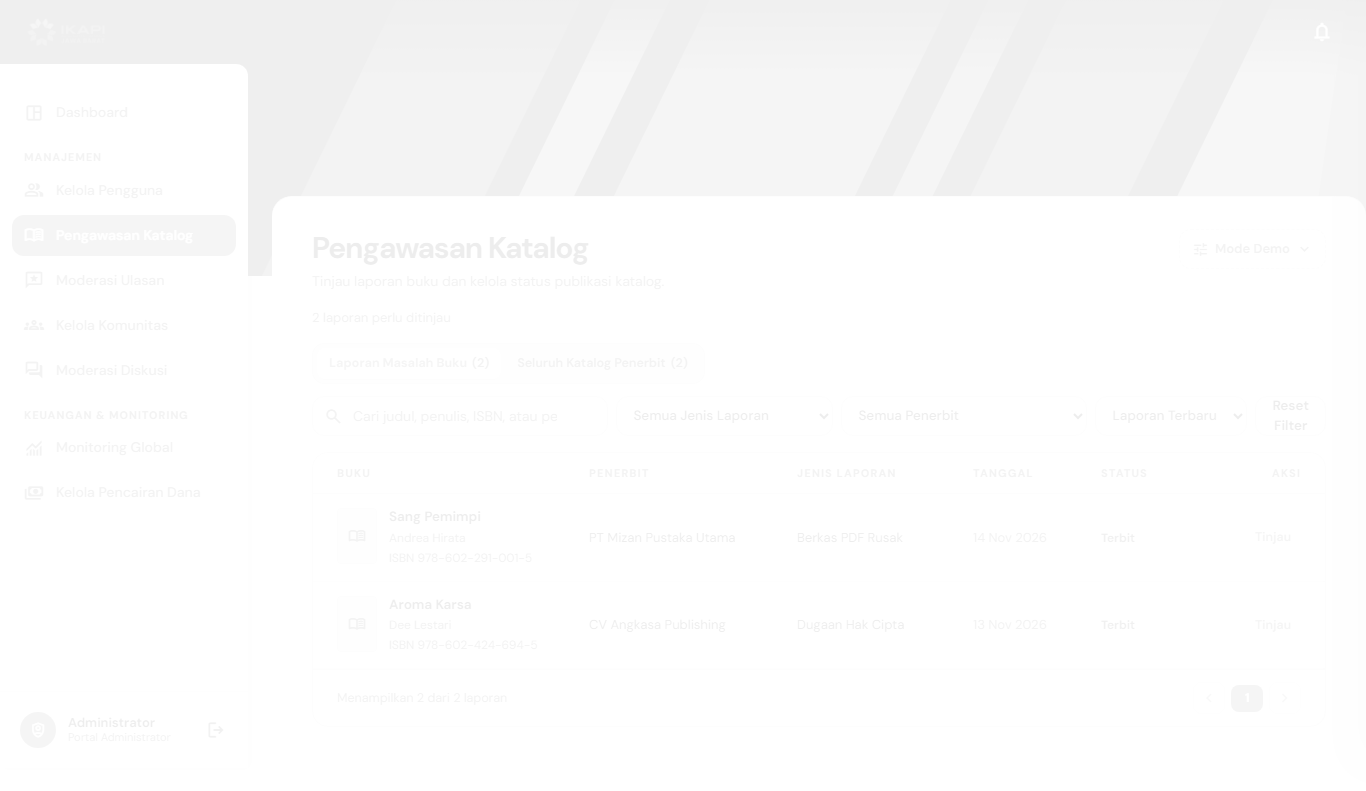 Dashboard
MANAJEMEN
Kelola Pengguna
Pengawasan Katalog
Moderasi Ulasan
Kelola Komunitas
Moderasi Diskusi
KEUANGAN & MONITORING
Monitoring Global
Kelola Pencairan Dana
Administrator
Portal Administrator
Pengawasan Katalog
Mode Demo
Tinjau laporan buku dan kelola status publikasi katalog.
2 laporan perlu ditinjau
Laporan Masalah Buku (2) Seluruh Katalog Penerbit (2)
Cari judul, penulis, ISBN, atau pe Semua Jenis Laporan Semua Penerbit Laporan Terbaru Reset
Filter
BUKU PENERBIT JENIS LAPORAN TANGGAL STATUS AKSI
Sang Pemimpi
Andrea Hirata
ISBN 978-602-291-001-5
PT Mizan Pustaka Utama Berkas PDF Rusak 14 Nov 2026 Terbit Tinjau
Aroma Karsa
Dee Lestari
ISBN 978-602-424-694-5
CV Angkasa Publishing Dugaan Hak Cipta 13 Nov 2026 Terbit Tinjau
Menampilkan 2 dari 2 laporan
1